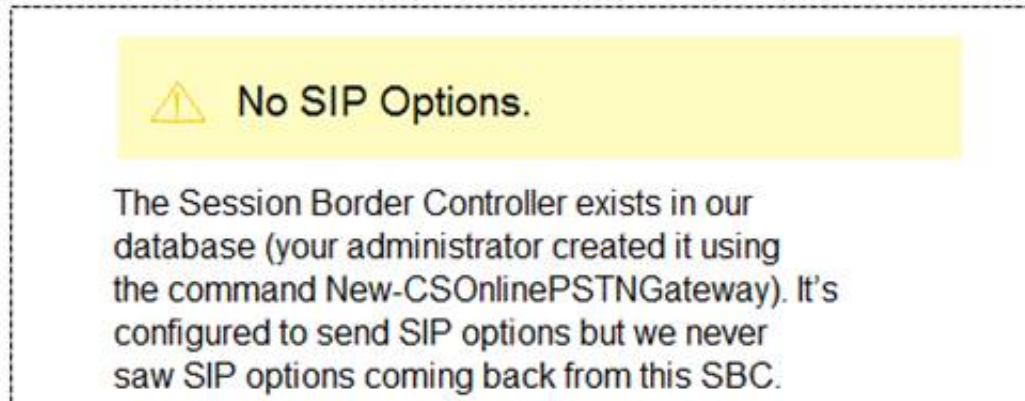 No SIP Options.
The Session Border Controller exists in our
database (your administrator created it using
the command New-CSOnlinePSTNGateway). It's
configured to send SIP options but we never
saw SIP options coming back from this SBC.